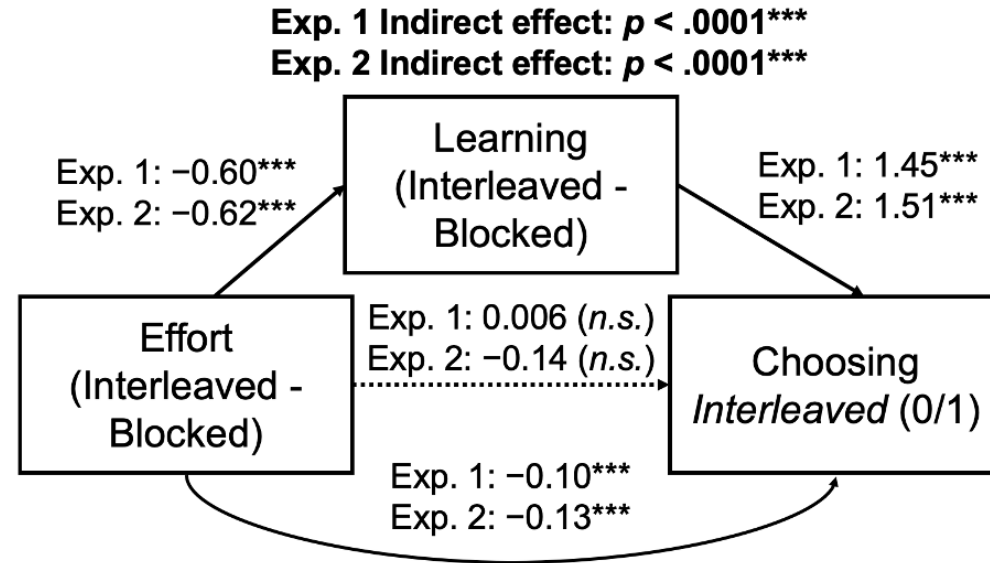 Exp. 1 Indirect effect: p < .0001***
Exp. 2 Indirect effect: p < .0001***
Learning
(Interleaved -
Blocked)
Exp. 1: −0.60***
Exp. 2: −0.62***
Exp. 1: 1.45***
Exp. 2: 1.51***
Effort
(Interleaved -
Blocked)
Exp. 1: 0.006 (n.s.)
Exp. 2: −0.14 (n.s.)
Choosing
Interleaved (0/1)
Exp. 1: −0.10***
Exp. 2: −0.13***